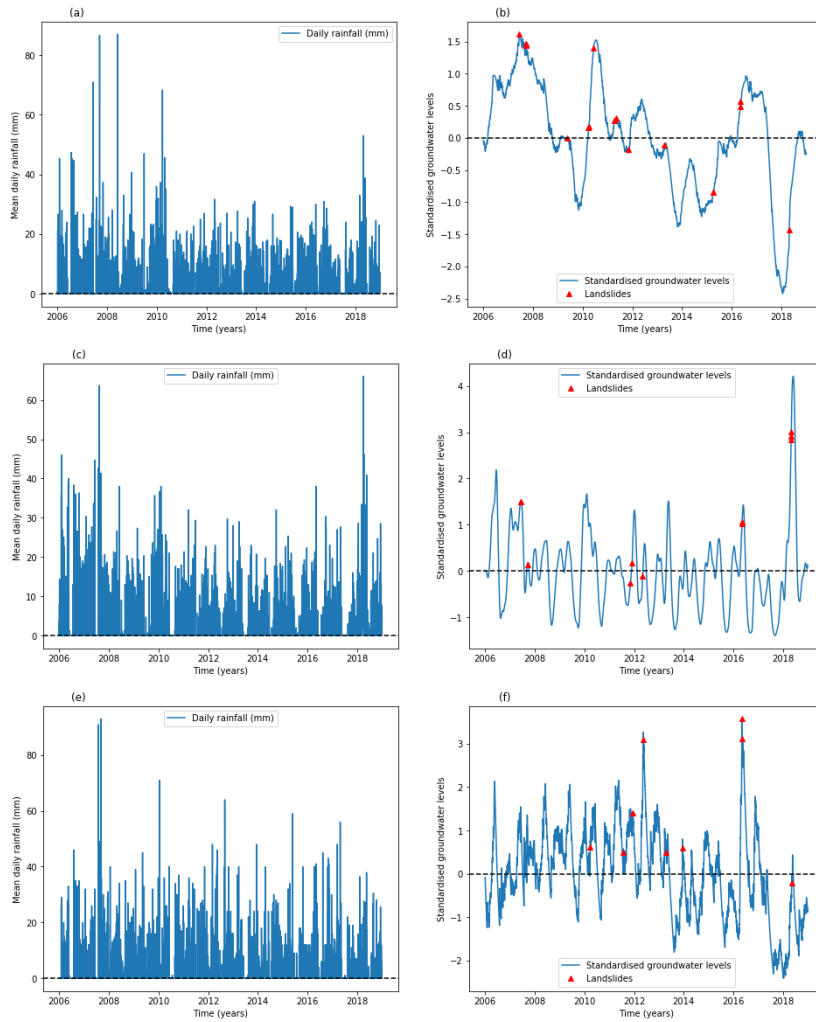 (a)
Daily rainfall (mm)
Mean daily rainfall (mm)
80
60
40
20
0
2006 2008 2010 2012 2014 2016 2018
Time (years)
(b)
Standardised groundwater levels
1.5
1.0
0.5
0.0
−0.5
−1.0
−1.5
−2.0
−2.5
Standardised groundwater levels
Landslides
2006 2008 2010 2012 2014 2016 2018
Time (years)
(c)
Daily rainfall (mm)
Mean daily rainfall (mm)
60
50
40
30
20
10
0
2006 2008 2010 2012 2014 2016 2018
Time (years)
(d)
Standardised groundwater levels
Landslides
Standardised groundwater levels
4
3
2
1
0
−1
2006 2008 2010 2012 2014 2016 2018
Time (years)
(e)
Daily rainfall (mm)
Mean daily rainfall (mm)
80
60
40
20
0
2006 2008 2010 2012 2014 2016 2018
Time (years)
(f)
Standardised groundwater levels
3
2
1
0
−1
−2
Standardised groundwater levels
Landslides
2006 2008 2010 2012 2014 2016 2018
Time (years)